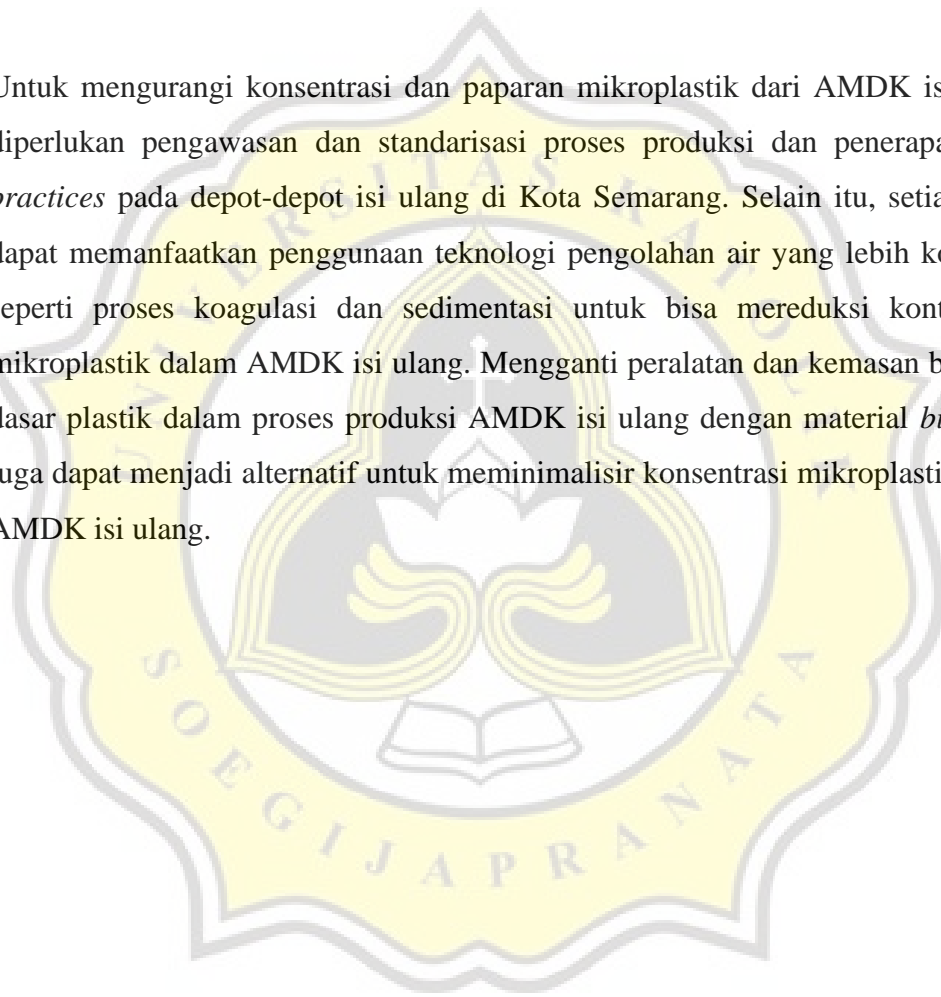 Untuk mengurangi konsentrasi dan paparan mikroplastik dari AMDK is
diperlukan pengawasan dan standarisasi proses produksi dan penerapa
practices pada depot-depot isi ulang di Kota Semarang. Selain itu, setia
dapat memanfaatkan penggunaan teknologi pengolahan air yang lebih ko
seperti proses koagulasi dan sedimentasi untuk bisa mereduksi kont
mikroplastik dalam AMDK isi ulang. Mengganti peralatan dan kemasan b
dasar plastik dalam proses produksi AMDK isi ulang dengan material
juga dapat menjadi alternatif untuk meminimalisir konsentrasi mikroplasti
AMDK isi ulang.
UNIVERSITAS KATOLIK
SOEGIJAPRANATA